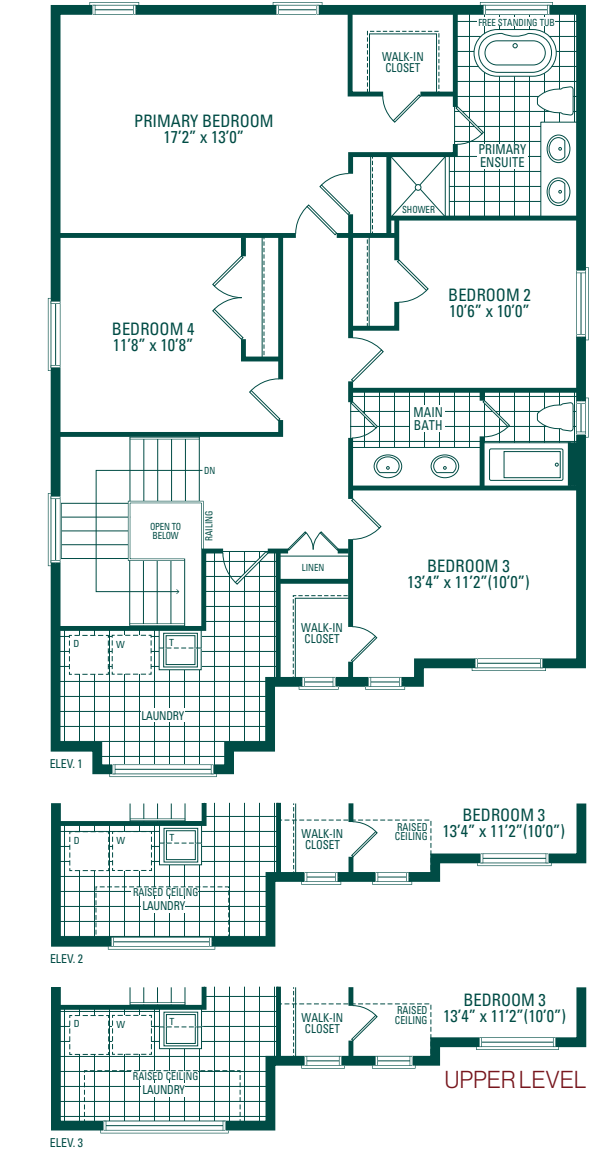 FREE STANDING TUB
WALK-IN
CLOSET
PRIMARY BEDROOM
17'2" x 13'0"
PRIMARY
ENSUITE
SHOWER
BEDROOM 2
10'6" x 10'0"
BEDROOM 4
11'8" x 10'8"
MAIN
BATH
DN
OPEN TO
BELOW
RAILING
BEDROOM 3
13'4" x 11'2"(10'0")
LINEN
WALK-IN
CLOSET
D
W
T
LAUNDRY
ELEV. 1
BEDROOM 3
13'4" x 11'2"(10'0")
WALK-IN
CLOSET
RAISED
CEILING
D
W
T
RAISED CEILING
LAUNDRY
ELEV. 2
BEDROOM 3
13'4" x 11'2"(10'0")
WALK-IN
CLOSET
RAISED
CEILING
D
W
T
RAISED CEILING
LAUNDRY
UPPER LEVEL
ELEV. 3